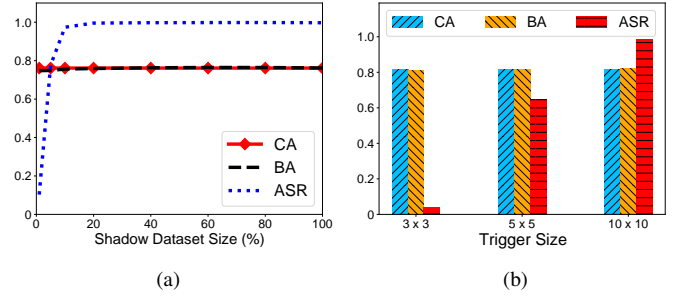 1.0
0.8
0.6
0.4
0.2
0
0
20
40
60
80
100
CA
BA
ASR
Shadow Dataset Size (%)
(a)
CA BA ASR
1.0
0.8
0.6
0.4
0.2
0
3 x 3
5 x 5
10 x 10
Trigger Size
(b)